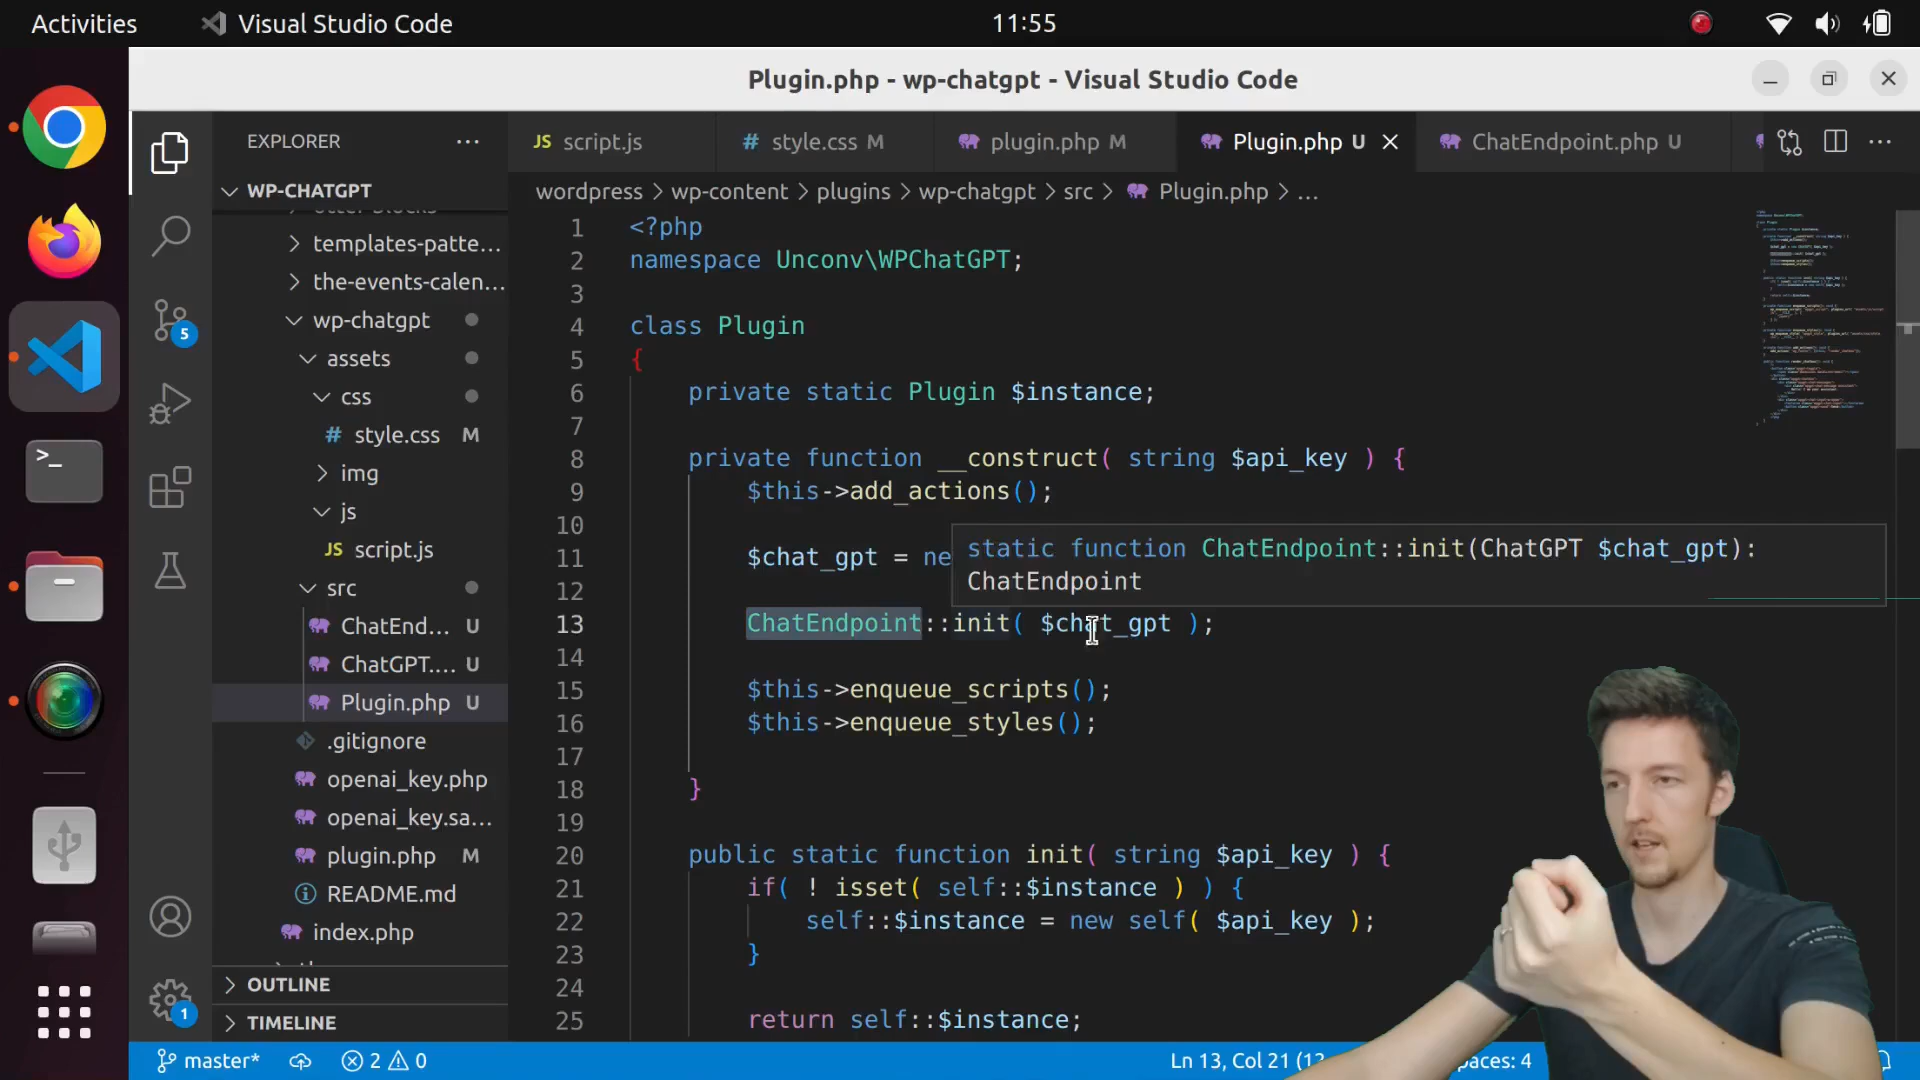 Activities
Visual Studio Code
11:55
Plugin.php - wp-chatgpt - Visual Studio Code
EXPLORER
WP-CHATGPT
templates-patte...
the-events-calen...
wp-chatgpt
assets
css
# style.css M
img
js
JS script.js
src
ChatEnd... U
ChatGPT.... U
Plugin.php U
.gitignore
openai_key.php
openai_key.sa...
plugin.php M
README.md
index.php
OUTLINE
TIMELINE
5
1
JS script.js
# style.css M
plugin.php M
Plugin.php U
ChatEndpoint.php U
wordpress > wp-content > plugins > wp-chatgpt > src > Plugin.php > ...
1 <?php
2 namespace Unconv\WPChatGPT;
3
4 class Plugin
5 {
6 private static Plugin $instance;
7
8 private function __construct( string $api_key ) {
9 $this->add_actions();
10
11 $chat_gpt = ne
static function ChatEndpoint::init(ChatGPT $chat_gpt):
ChatEndpoint
12
13 ChatEndpoint::init( $chat_gpt );
14
15 $this->enqueue_scripts();
16 $this->enqueue_styles();
17
18 }
19
20 public static function init( string $api_key ) {
21 if( ! isset( self::$instance ) ) {
22 self::$instance = new self( $api_key );
23 }
24
25 return self::$instance;
master*
2 0
Ln 13, Col 21 (12
paces: 4